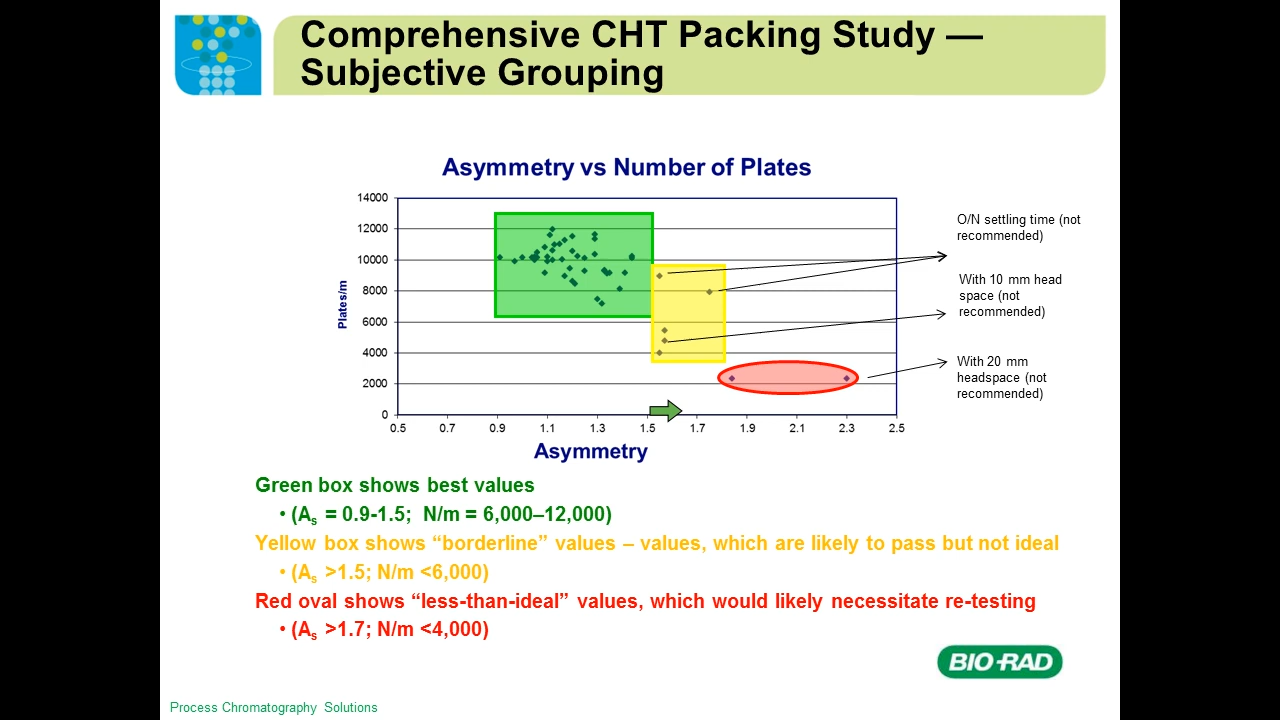 Comprehensive CHT Packing Study —
Subjective Grouping
Asymmetry vs Number of Plates
14000
12000
10000
8000
6000
4000
2000
0
Plates/m
0.5 0.7 0.9 1.1 1.3 1.5 1.7 1.9 2.1 2.3 2.5
Asymmetry
O/N settling time (not
recommended)
With 10 mm head
space (not
recommended)
With 20 mm
headspace (not
recommended)
Green box shows best values
• (As = 0.9-1.5; N/m = 6,000–12,000)
Yellow box shows “borderline” values – values, which are likely to pass but not ideal
• (As >1.5; N/m <6,000)
Red oval shows “less-than-ideal” values, which would likely necessitate re-testing
• (As >1.7; N/m <4,000)
BIO-RAD
Process Chromatography Solutions